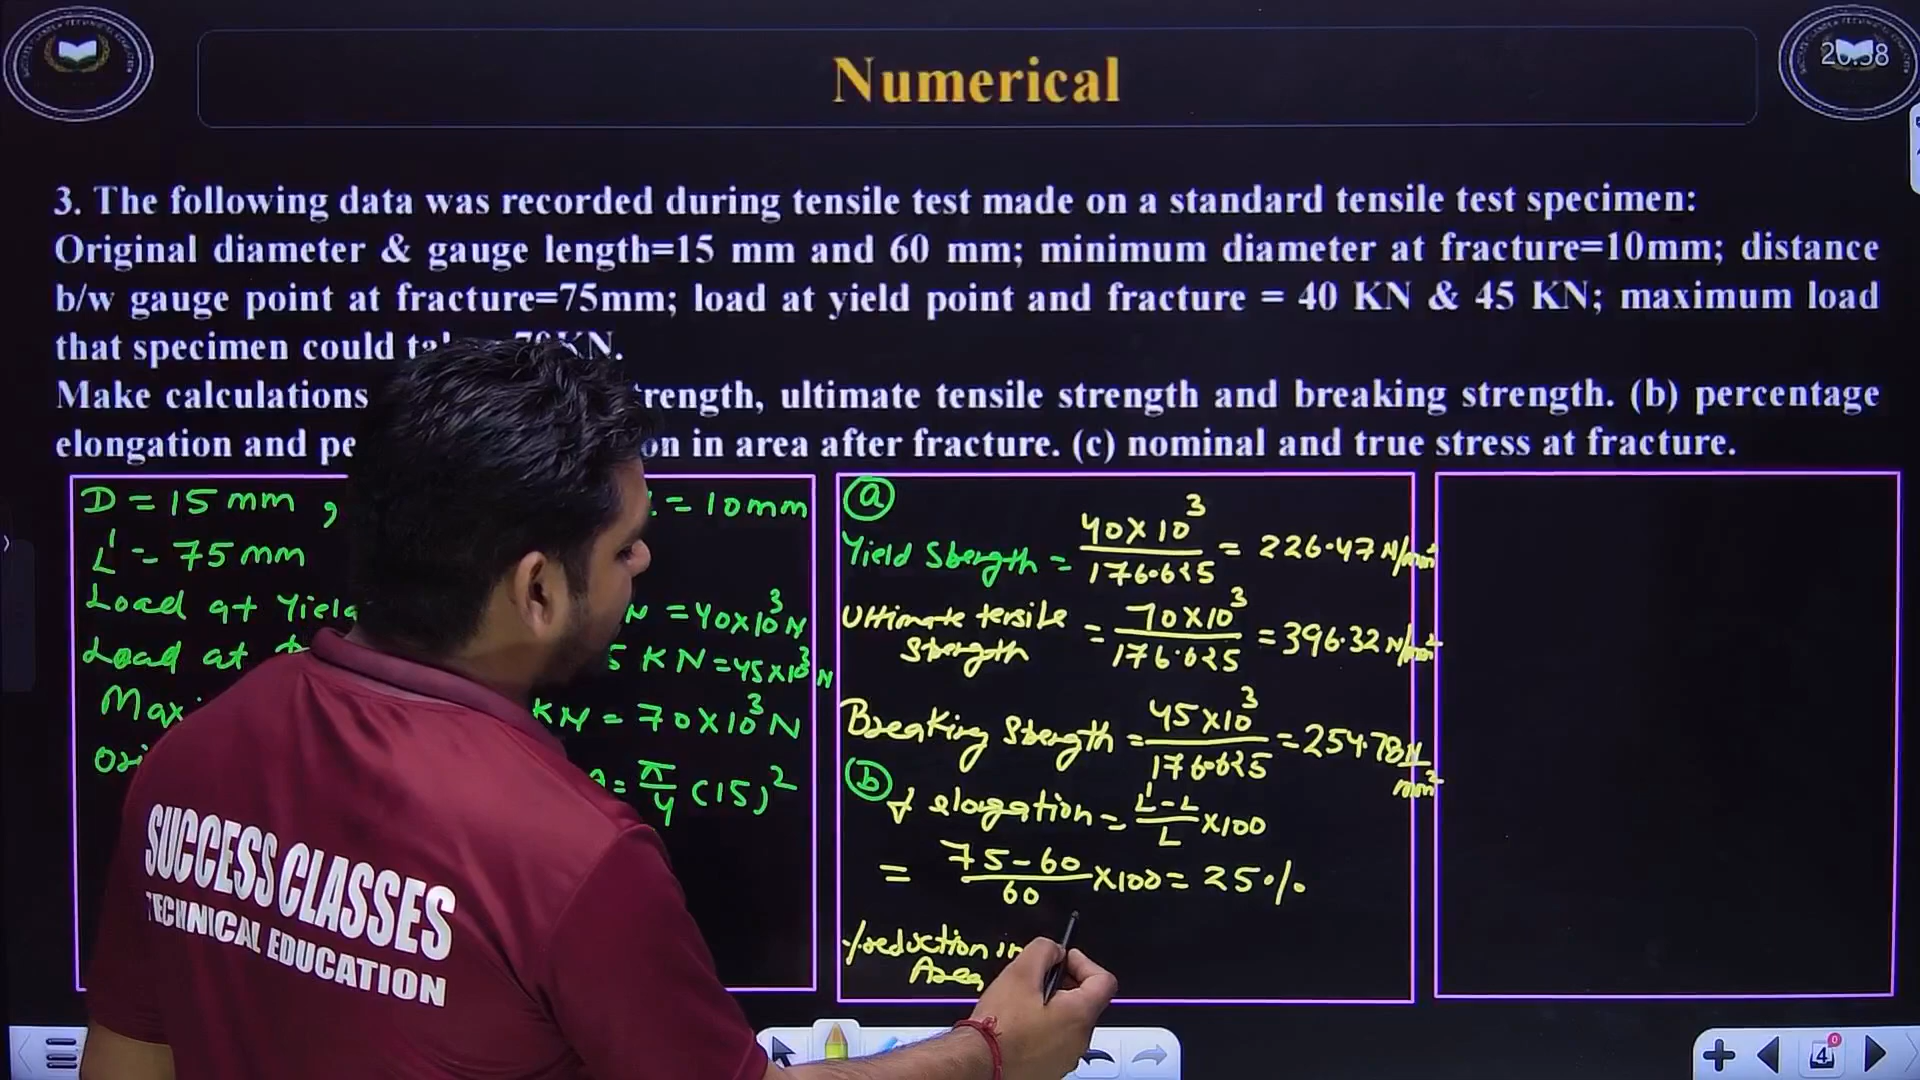 Numerical
20:38
3. The following data was recorded during tensile test made on a standard tensile test specimen:
Original diameter & gauge length=15 mm and 60 mm; minimum diameter at fracture=10mm; distance
b/w gauge point at fracture=75mm; load at yield point and fracture = 40 KN & 45 KN; maximum load
that specimen could KN.
Make calculations ultimate tensile strength and breaking strength. (b) percentage
elongation and in area after fracture. (c) nominal and true stress at fracture.
D = 15 mm , = 10mm
L' = 75 mm
Load at Yield = 40x10³ N
Load at KN = 45x10³ N
= 70x10³ N
= π/4 (15)²
(a)
Yield Strength = 40x10³/176.625 = 226.47 N/mm²
Ultimate tensile Strength = 70x10³/176.625 = 396.32 N/mm²
Breaking Strength = 45x10³/176.625 = 254.78 N/mm²
(b)
elongation = L'-L/L x100
= 75-60/60 x100 = 25%
reduction in
Area
SUCCESS CLASSES
TECHNICAL EDUCATION
4
0